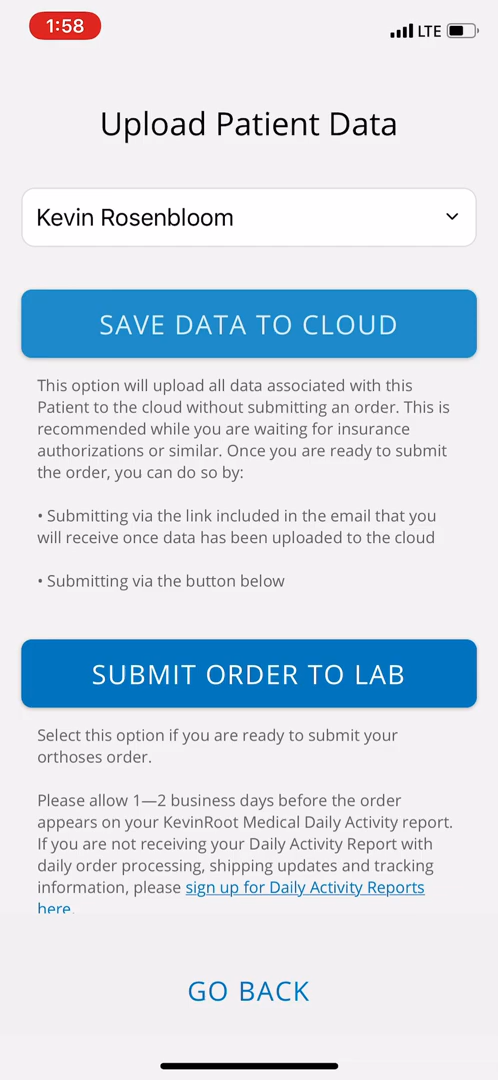 1:58
LTE
Upload Patient Data
Kevin Rosenbloom
SAVE DATA TO CLOUD
This option will upload all data associated with this
Patient to the cloud without submitting an order. This is
recommended while you are waiting for insurance
authorizations or similar. Once you are ready to submit
the order, you can do so by:
• Submitting via the link included in the email that you
will receive once data has been uploaded to the cloud
• Submitting via the button below
SUBMIT ORDER TO LAB
Select this option if you are ready to submit your
orthoses order.
Please allow 1—2 business days before the order
appears on your KevinRoot Medical Daily Activity report.
If you are not receiving your Daily Activity Report with
daily order processing, shipping updates and tracking
information, please sign up for Daily Activity Reports
here.
GO BACK